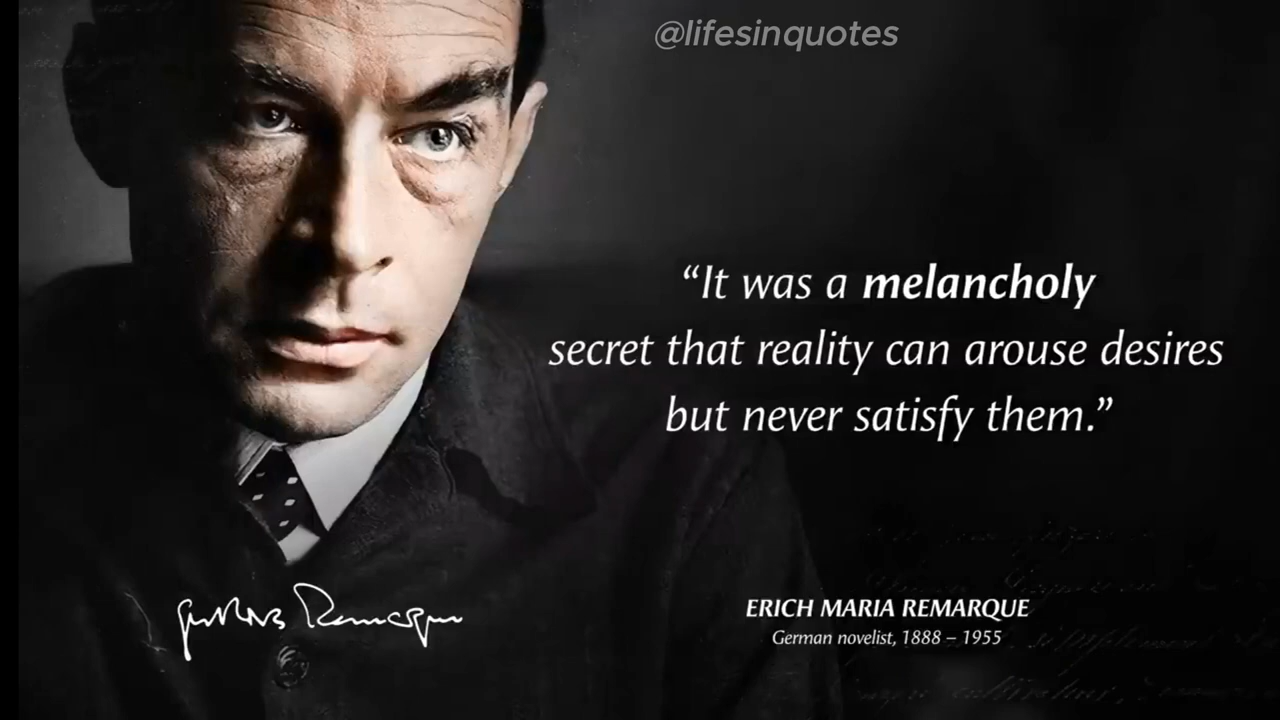 @lifesinquotes
“It was a melancholy
secret that reality can arouse desires
but never satisfy them.”
Remarque
ERICH MARIA REMARQUE
German novelist, 1888 – 1955